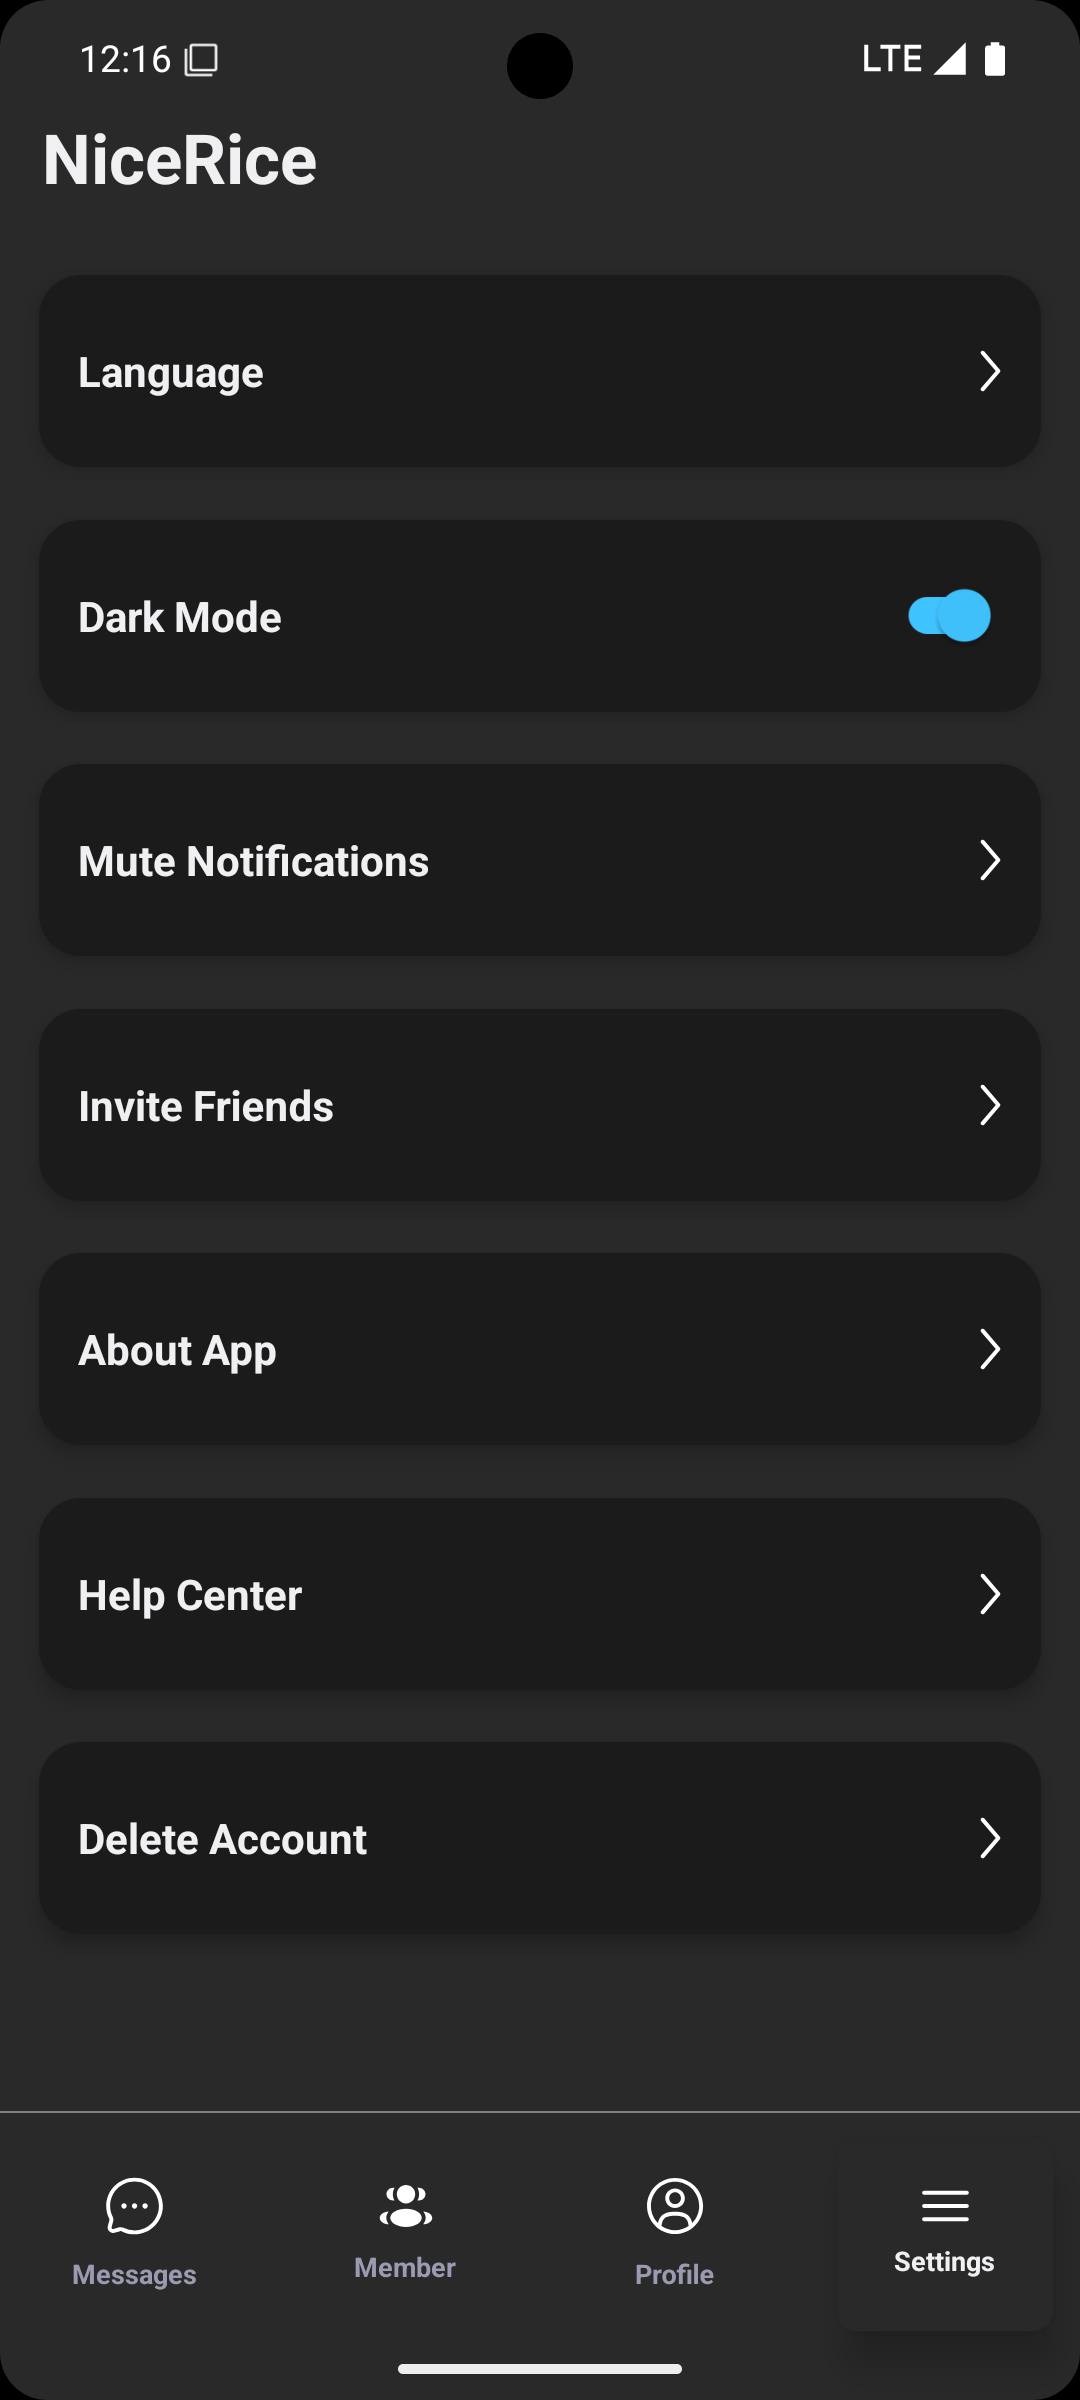 12:16 LTE
NiceRice
Language
Dark Mode
Mute Notifications
Invite Friends
About App
Help Center
Delete Account
Messages Member Profile Settings